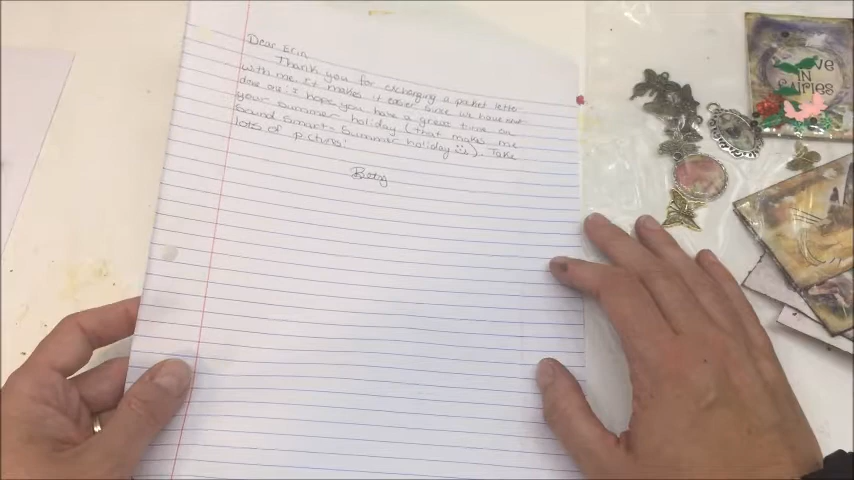 Dear Erin
Thank you for exchanging a pocket letter
with me. It makes it easier since we have not
done one. I hope you have a great time on
your summer holiday (that makes me
sound smart - Summer holiday :)). Take
lots of pictures!
Betsy
IN
FAIRIES